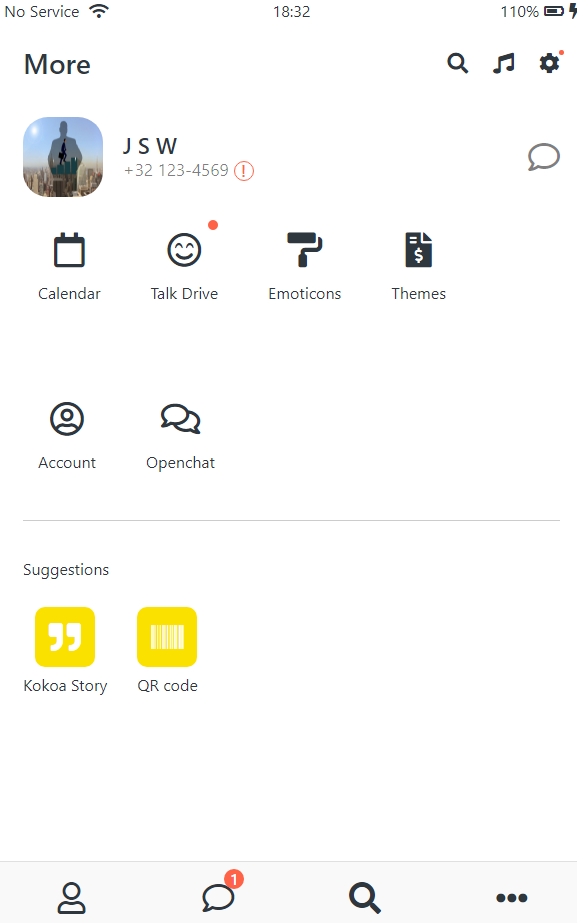 No Service 18:32 110%
More
J S W
+32 123-4569 !
Calendar Talk Drive Emoticons Themes
Account Openchat
Suggestions
Kokoa Story QR code
1